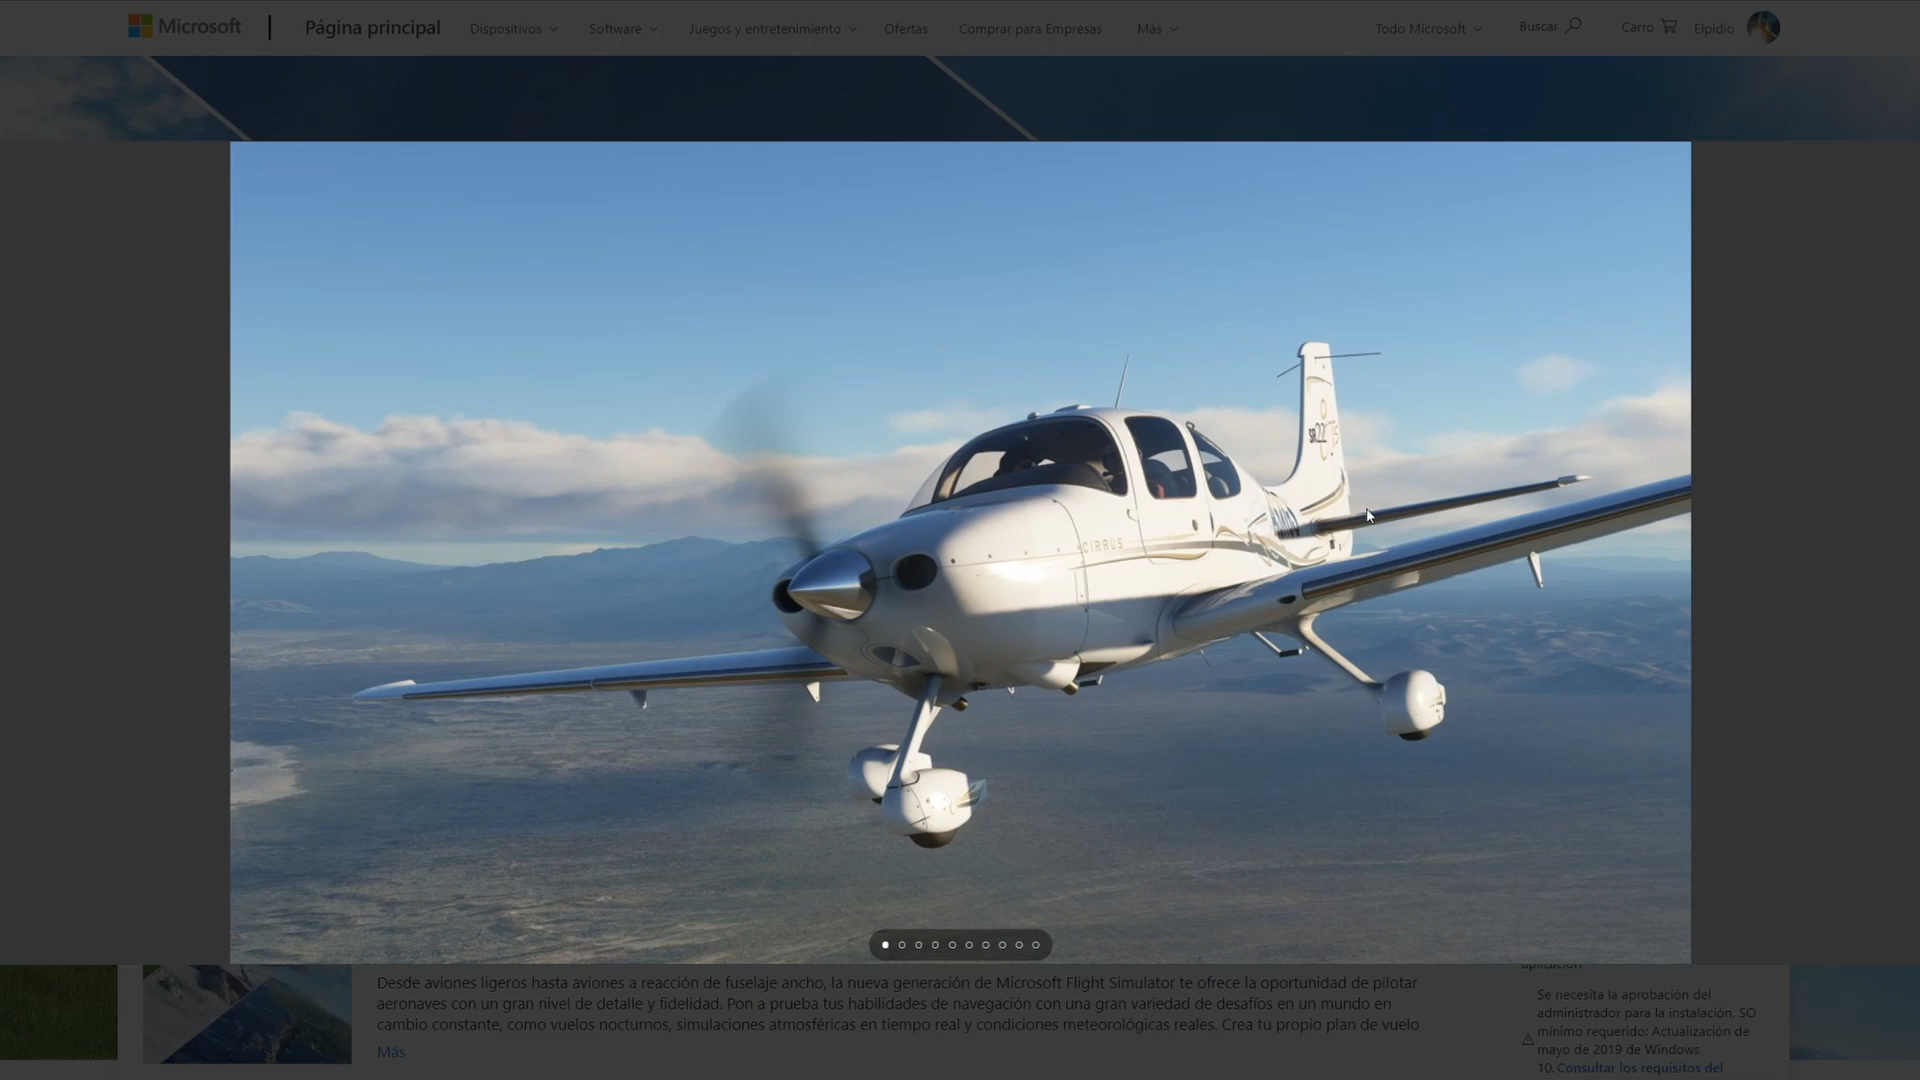 Microsoft
Página principal
Dispositivos
Software
Juegos y entretenimiento
Ofertas
Comprar para Empresas
Más
Todo Microsoft
Buscar
Carro
Elpidio
SR22
CIRRUS
Desde aviones ligeros hasta aviones a reacción de fuselaje ancho, la nueva generación de Microsoft Flight Simulator te ofrece la oportunidad de pilotar
aeronaves con un gran nivel de detalle y fidelidad. Pon a prueba tus habilidades de navegación con una gran variedad de desafíos en un mundo en
cambio constante, como vuelos nocturnos, simulaciones atmosféricas en tiempo real y condiciones meteorológicas reales. Crea tu propio plan de vuelo
Más
aplicación
Se necesita la aprobación del
administrador para la instalación. SO
mínimo requerido: Actualización de
mayo de 2019 de Windows
10. Consultar los requisitos del